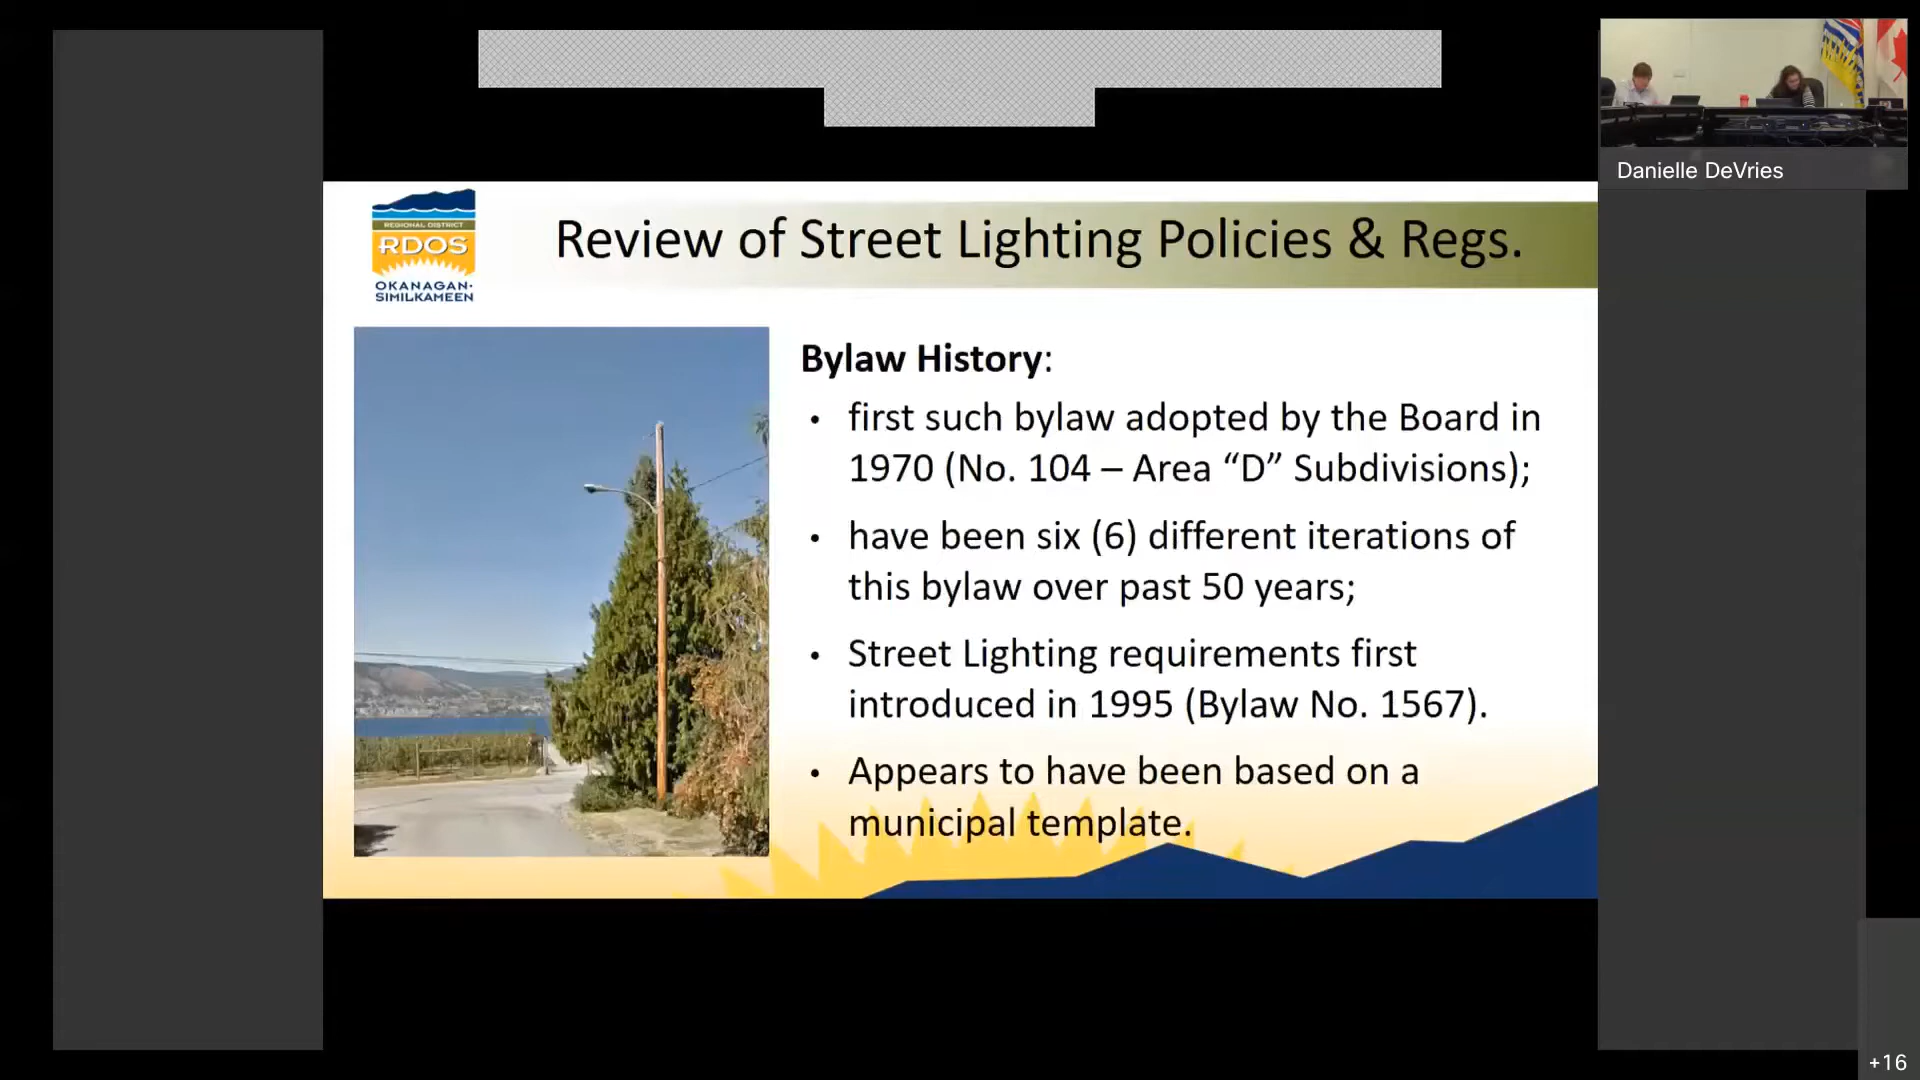 Danielle DeVries
REGIONAL DISTRICT
RDOS
OKANAGAN-
SIMILKAMEEN
Review of Street Lighting Policies & Regs.
Bylaw History:
• first such bylaw adopted by the Board in
1970 (No. 104 – Area “D” Subdivisions);
• have been six (6) different iterations of
this bylaw over past 50 years;
• Street Lighting requirements first
introduced in 1995 (Bylaw No. 1567).
• Appears to have been based on a
municipal template.
+16